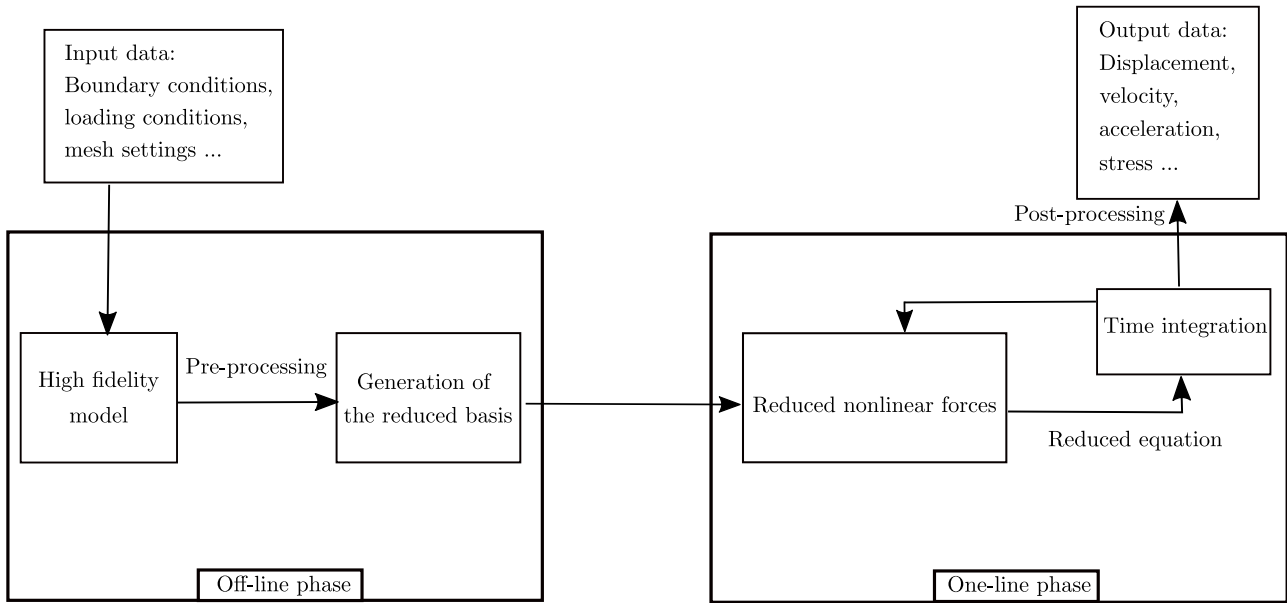 Input data:
Boundary conditions,
loading conditions,
mesh settings ...
Output data:
Displacement,
velocity,
acceleration,
stress ...
Post-processing
High fidelity
model
Pre-processing
Generation of
the reduced basis
Reduced nonlinear forces
Time integration
Reduced equation
Off-line phase
One-line phase